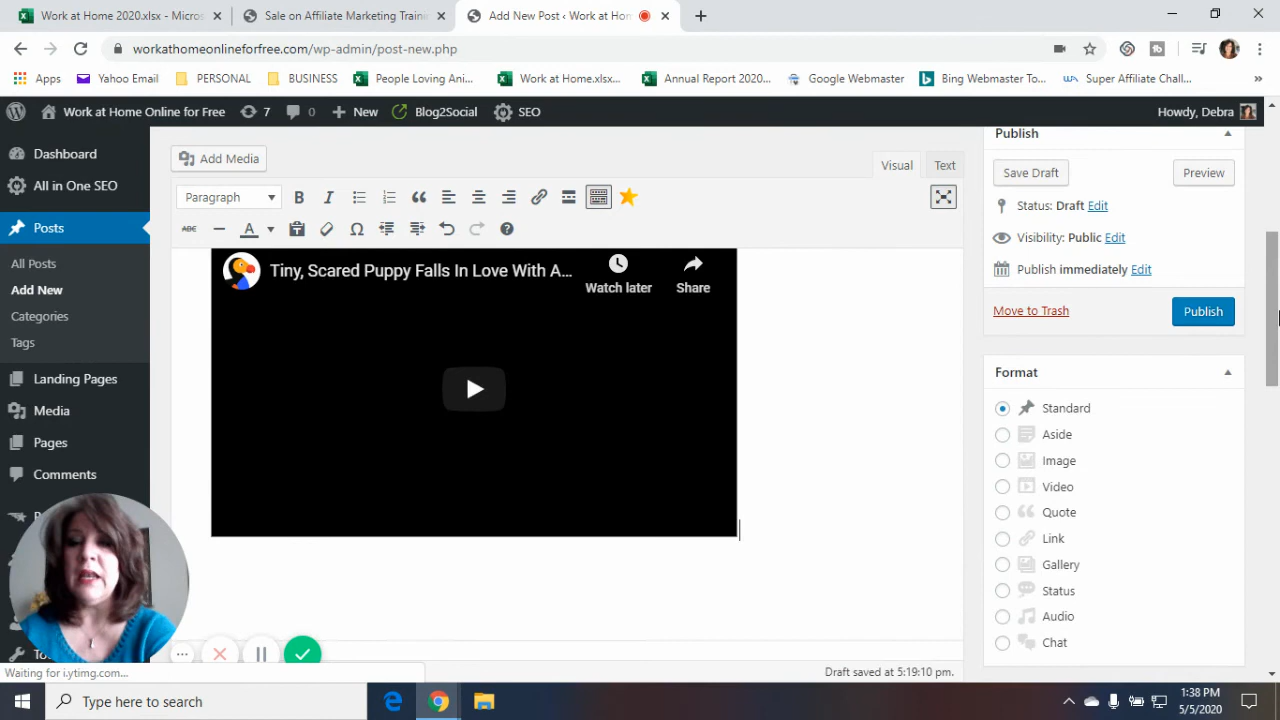 Work at Home 2020.xlsx - Micros
Sale on Affiliate Marketing Traini
Add New Post ‹ Work at Hom
workathomeonlineforfree.com/wp-admin/post-new.php
Apps
Yahoo Email
PERSONAL
BUSINESS
People Loving Ani...
Work at Home.xlsx...
Annual Report 2020...
Google Webmaster
Bing Webmaster To...
Super Affiliate Chall...
»
Work at Home Online for Free
7
0
New
Blog2Social
SEO
Howdy, Debra
Dashboard
All in One SEO
Posts
All Posts
Add New
Categories
Tags
Landing Pages
Media
Pages
Comments
Add Media
Visual
Text
Paragraph
B
I
ABC
A
Tiny, Scared Puppy Falls In Love With A...
Watch later
Share
Draft saved at 5:19:10 pm.
Publish
Save Draft
Preview
Status: Draft Edit
Visibility: Public Edit
Publish immediately Edit
Move to Trash
Publish
Format
Standard
Aside
Image
Video
Quote
Link
Gallery
Status
Audio
Chat
Waiting for i.ytimg.com...
Type here to search
1:38 PM
5/5/2020